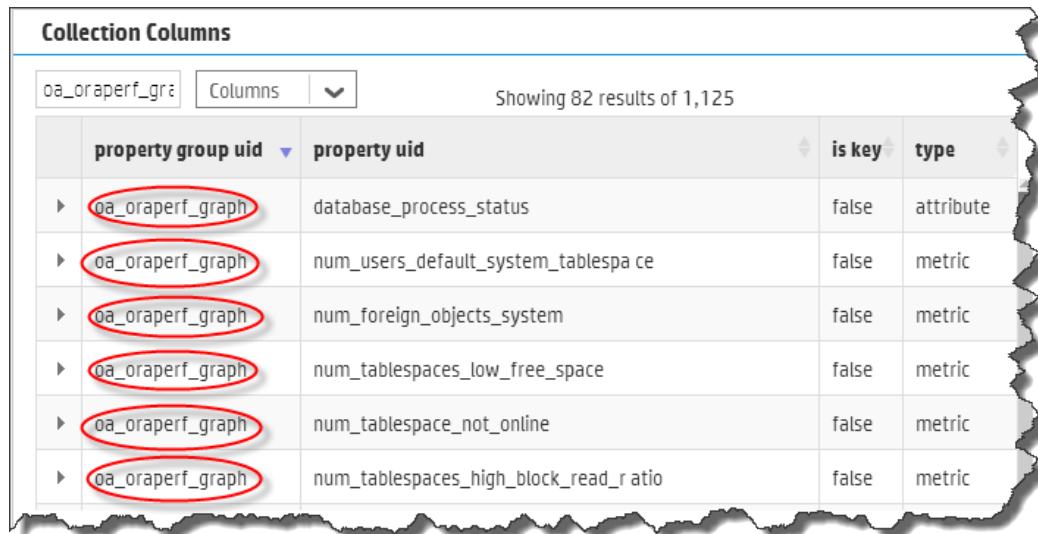 Collection Columns
oa_oraperf_gra Columns Showing 82 results of 1,125
property group uid property uid is key type
oa_oraperf_graph database_process_status false attribute
oa_oraperf_graph num_users_default_system_tablespa ce false metric
oa_oraperf_graph num_foreign_objects_system false metric
oa_oraperf_graph num_tablespaces_low_free_space false metric
oa_oraperf_graph num_tablespace_not_online false metric
oa_oraperf_graph num_tablespaces_high_block_read_r atio false metric